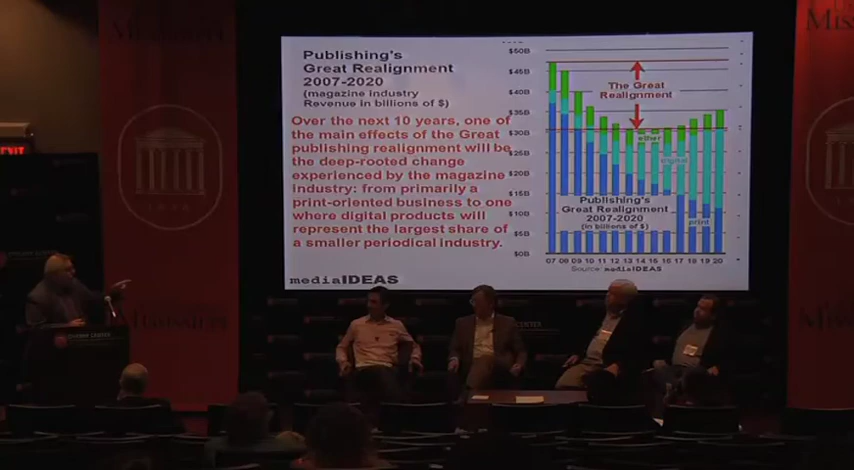 Publishing's
Great Realignment
2007-2020
(magazine industry
Revenue in billions of $)
Over the next 10 years, one of
the main effects of the Great
publishing realignment will be
the deep-rooted change
experienced by the magazine
industry: from primarily a
print-oriented business to one
where digital products will
represent the largest share of
a smaller periodical industry.
mediaIDEAS
$50B
$45B
$40B
$35B
$30B
$25B
$20B
$15B
$10B
$5B
$0B
The Great
Realignment
other
digital
print
Publishing's
Great Realignment
2007-2020
(in billions of $)
07 08 09 10 11 12 13 14 15 16 17 18 19 20
Source: mediaIDEAS
EXIT